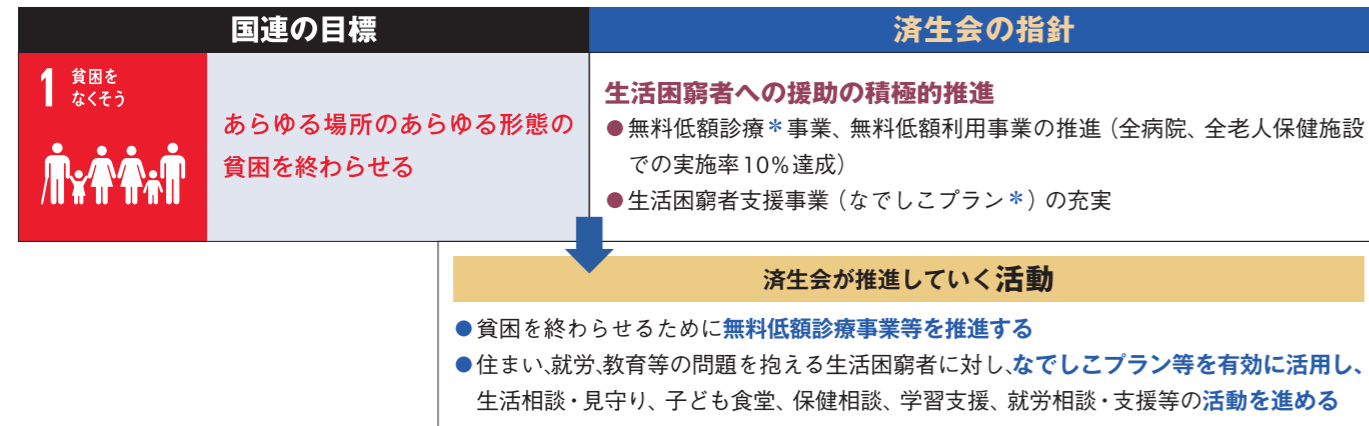 国連の目標
済生会の指針
1 貧困を
なくそう
あらゆる場所のあらゆる形態の
貧困を終わらせる
生活困窮者への援助の積極的推進
●無料低額診療＊事業、無料低額利用事業の推進（全病院、全老人保健施設
での実施率10％達成）
●生活困窮者支援事業（なでしこプラン＊）の充実
済生会が推進していく活動
●貧困を終わらせるために無料低額診療事業等を推進する
●住まい、就労、教育等の問題を抱える生活困窮者に対し、なでしこプラン等を有効に活用し、
生活相談・見守り、子ども食堂、保健相談、学習支援、就労相談・支援等の活動を進める